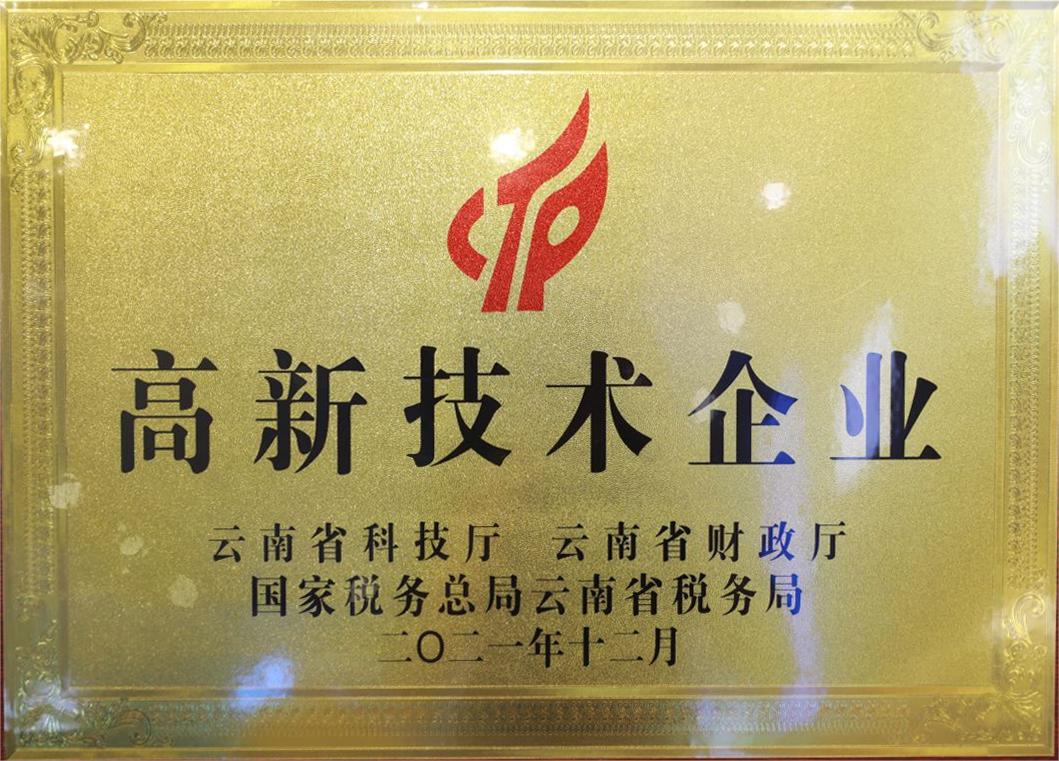 高新技术企业
云南省科技厅 云南省财政厅
国家税务总局云南省税务局
二〇二一年十二月